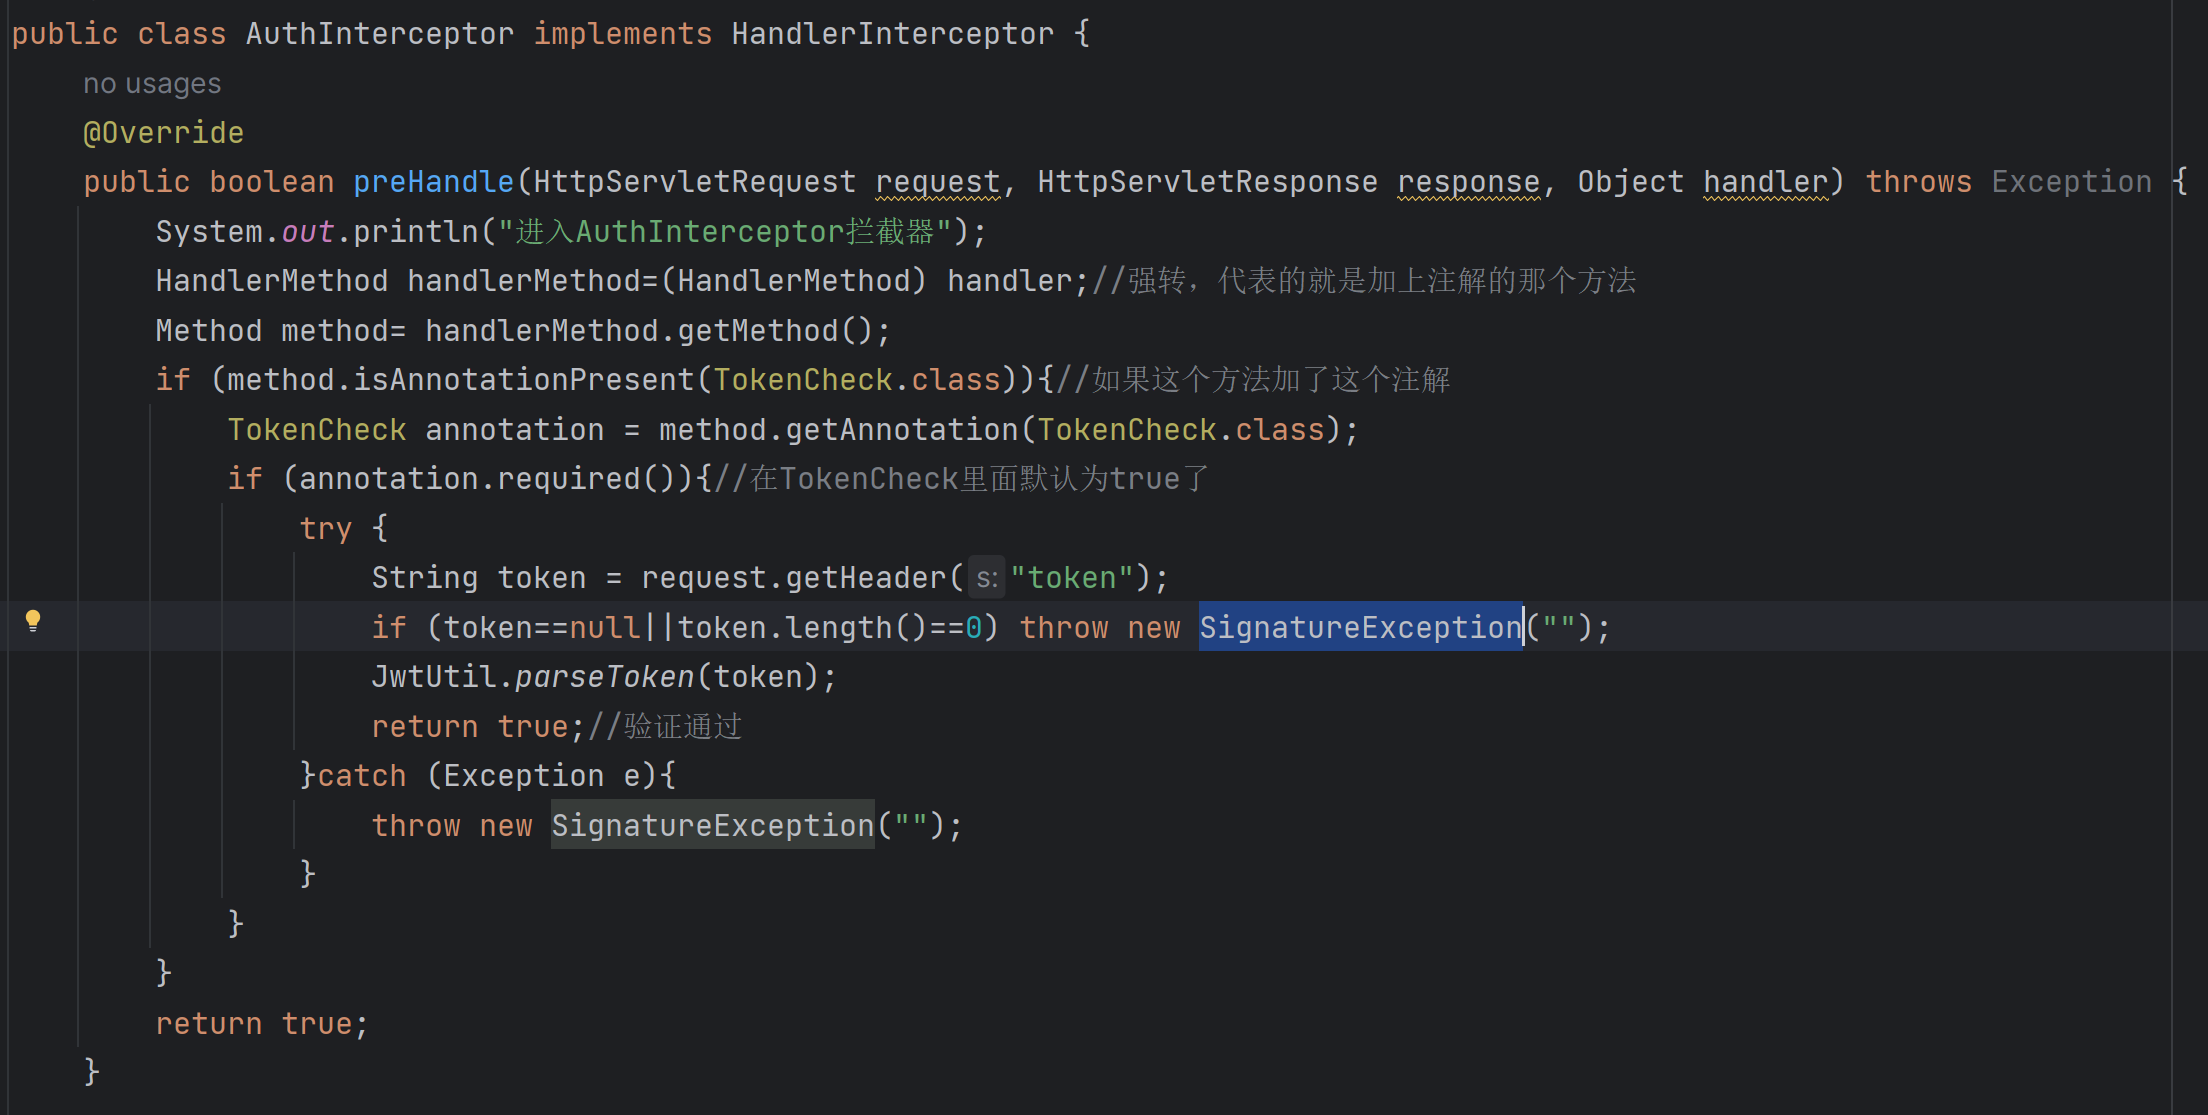 public class AuthInterceptor implements HandlerInterceptor {
no usages
@Override
public boolean preHandle(HttpServletRequest request, HttpServletResponse response, Object handler) throws Exception {
System.out.println("进入AuthInterceptor拦截器");
HandlerMethod handlerMethod=(HandlerMethod) handler;//强转，代表的就是加上注解的那个方法
Method method= handlerMethod.getMethod();
if (method.isAnnotationPresent(TokenCheck.class)){//如果这个方法加了这个注解
TokenCheck annotation = method.getAnnotation(TokenCheck.class);
if (annotation.required()){//在TokenCheck里面默认为true了
try {
String token = request.getHeader( s: "token");
if (token==null||token.length()==0) throw new SignatureException("");
JwtUtil.parseToken(token);
return true;//验证通过
}catch (Exception e){
throw new SignatureException("");
}
}
}
return true;
}